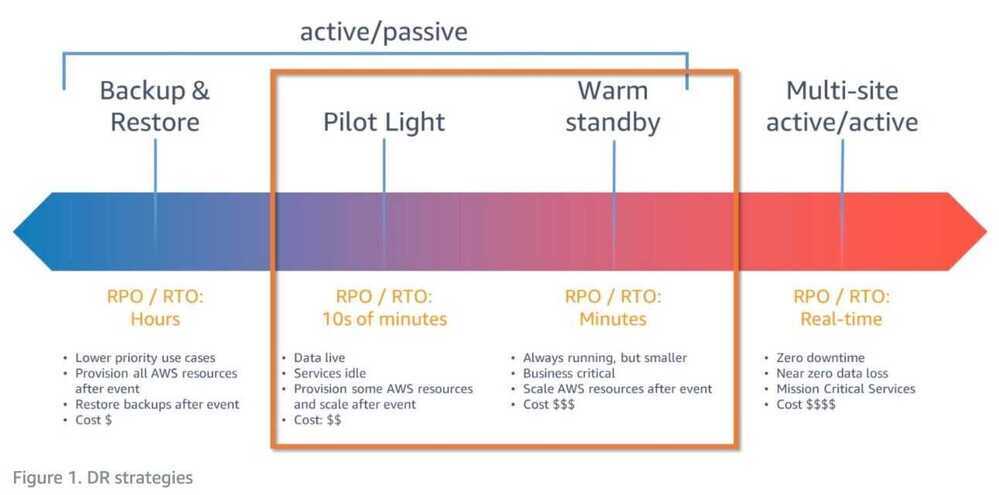 active/passive
Backup &
Restore
Pilot Light
Warm
standby
Multi-site
active/active
RPO / RTO:
Hours
RPO / RTO:
10s of minutes
RPO / RTO:
Minutes
RPO / RTO:
Real-time
• Lower priority use cases
• Provision all AWS resources
after event
• Restore backups after event
• Cost $
• Data live
• Services idle
• Provision some AWS resources
and scale after event
• Cost: $$
• Always running, but smaller
• Business critical
• Scale AWS resources after event
• Cost $$$
• Zero downtime
• Near zero data loss
• Mission Critical Services
• Cost $$$$
Figure 1. DR strategies